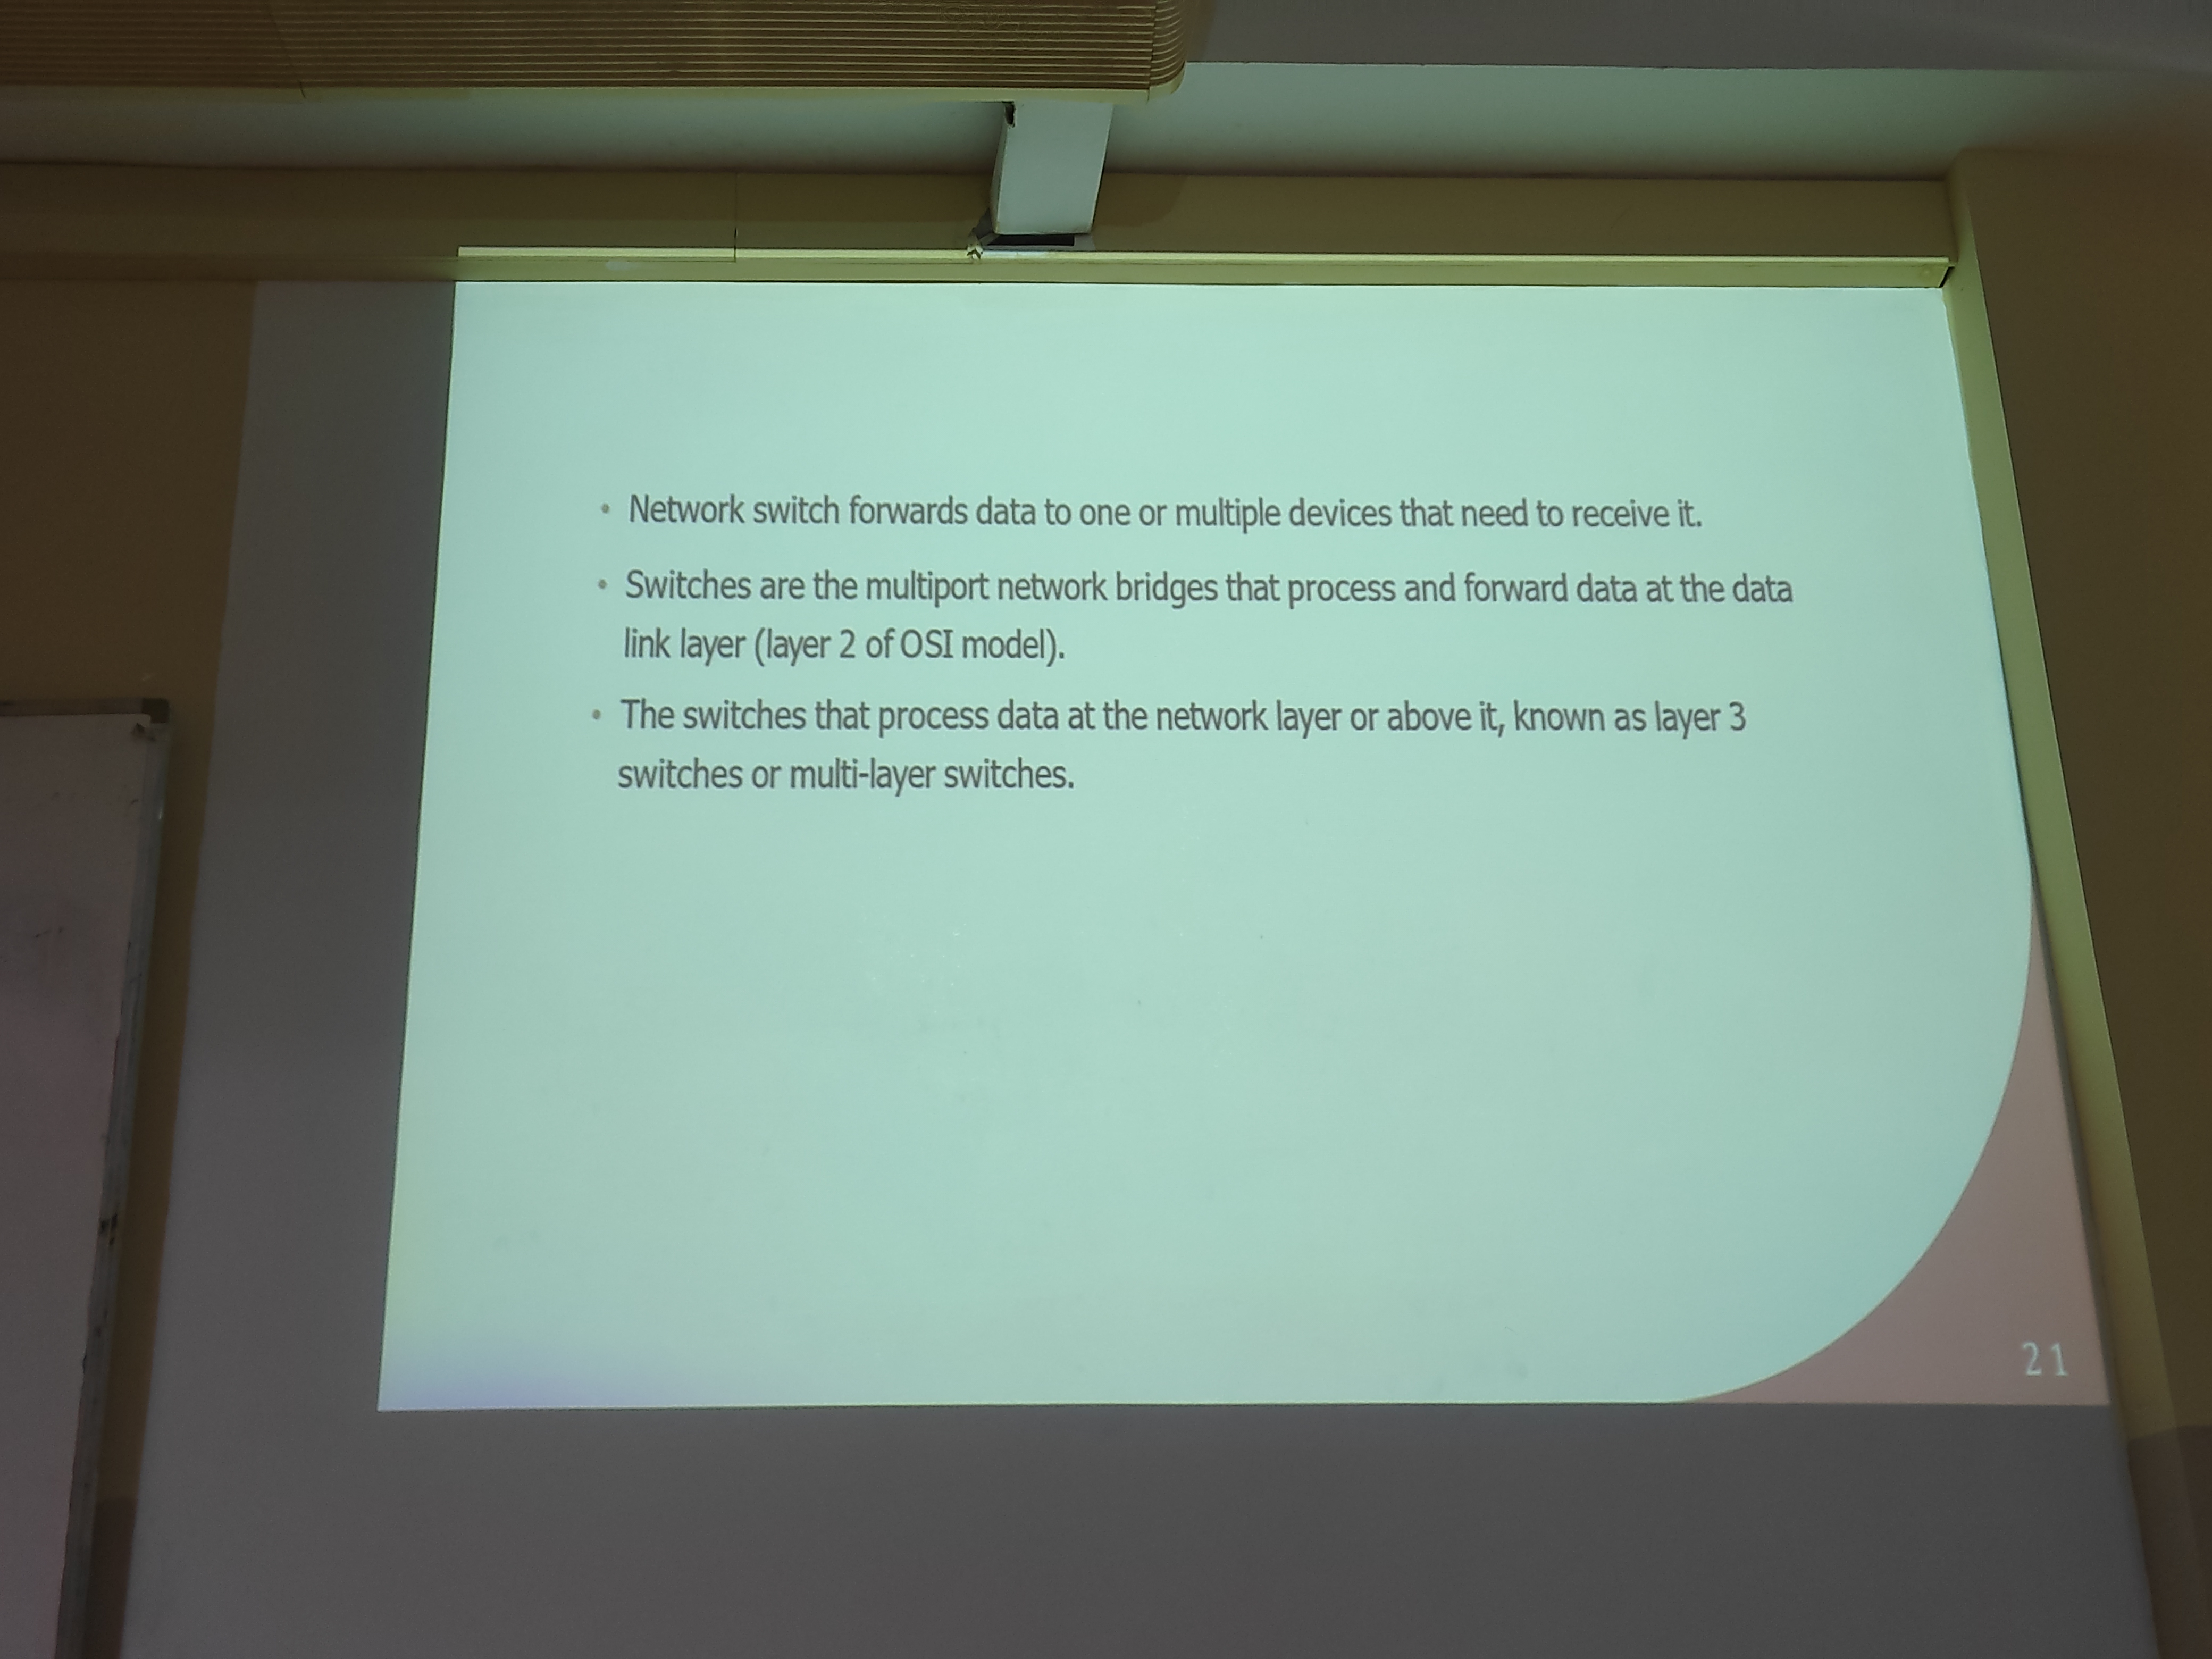 • Network switch forwards data to one or multiple devices that need to receive it.
• Switches are the multiport network bridges that process and forward data at the data
link layer (layer 2 of OSI model).
• The switches that process data at the network layer or above it, known as layer 3
switches or multi-layer switches.
21